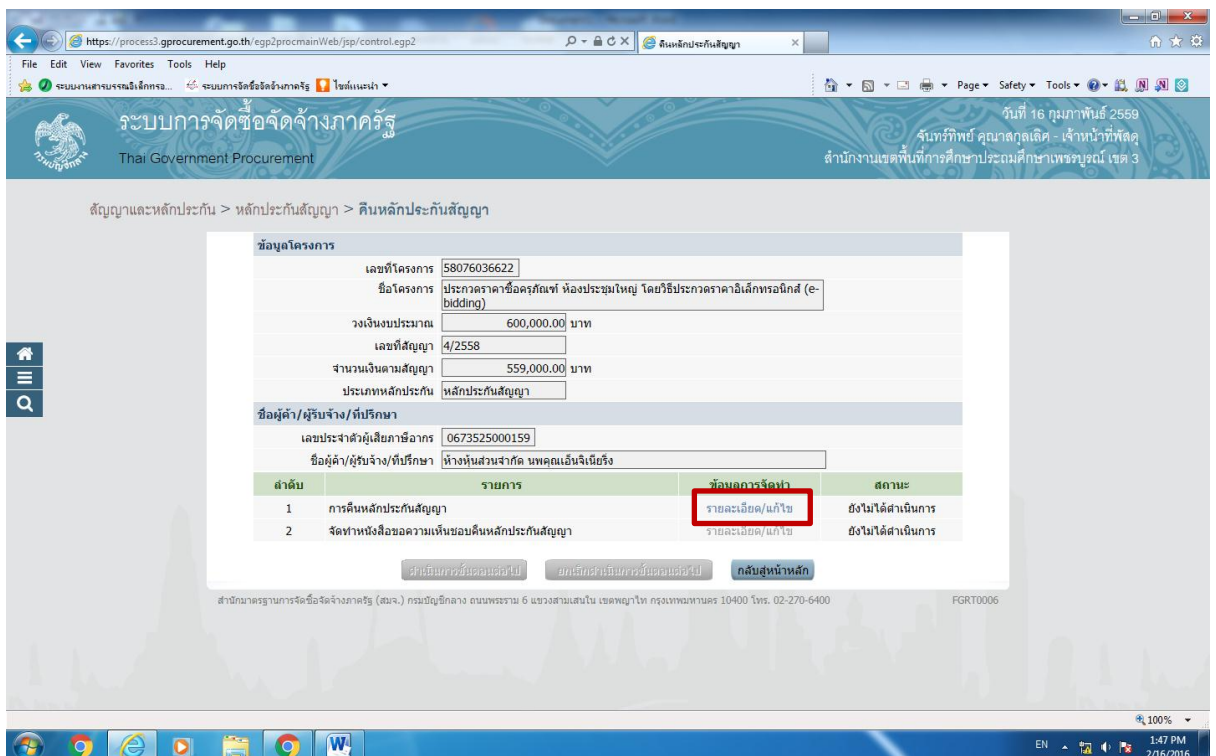 https://process3.gprocurement.go.th/egp2procmainWeb/jsp/control.egp2
คืนหลักประกันสัญญา
File Edit View Favorites Tools Help
ระบบงานสารบรรณอิเล็กทรอ... ระบบการจัดซื้อจัดจ้างภาครัฐ ไซต์แนะนำ
Page Safety Tools
ระบบการจัดซื้อจัดจ้างภาครัฐ
Thai Government Procurement
วันที่ 16 กุมภาพันธ์ 2559
จันทร์ทิพย์ คุณาสกุลเลิศ - เจ้าหน้าที่พัสดุ
สำนักงานเขตพื้นที่การศึกษาประถมศึกษาเพชรบูรณ์ เขต 3
กรมบัญชีกลาง
สัญญาและหลักประกัน > หลักประกันสัญญา > คืนหลักประกันสัญญา
ข้อมูลโครงการ
เลขที่โครงการ 58076036622
ชื่อโครงการ ประกวดราคาซื้อครุภัณฑ์ ห้องประชุมใหญ่ โดยวิธีประกวดราคาอิเล็กทรอนิกส์ (e-
bidding)
วงเงินงบประมาณ 600,000.00 บาท
เลขที่สัญญา 4/2558
จำนวนเงินตามสัญญา 559,000.00 บาท
ประเภทหลักประกัน หลักประกันสัญญา
ชื่อผู้ค้า/ผู้รับจ้าง/ที่ปรึกษา
เลขประจำตัวผู้เสียภาษีอากร 0673525000159
ชื่อผู้ค้า/ผู้รับจ้าง/ที่ปรึกษา ห้างหุ้นส่วนจำกัด นพคุณเอ็นจิเนียริ่ง
ลำดับ รายการ ข้อมูลการจัดทำ สถานะ
1 การคืนหลักประกันสัญญา รายละเอียด/แก้ไข ยังไม่ได้ดำเนินการ
2 จัดทำหนังสือขอความเห็นชอบคืนหลักประกันสัญญา รายละเอียด/แก้ไข ยังไม่ได้ดำเนินการ
ดำเนินการขั้นตอนต่อไป ยกเลิกดำเนินการขั้นตอนต่อไป กลับสู่หน้าหลัก
สำนักมาตรฐานการจัดซื้อจัดจ้างภาครัฐ (สมจ.) กรมบัญชีกลาง ถนนพระราม 6 แขวงสามเสนใน เขตพญาไท กรุงเทพมหานคร 10400 โทร. 02-270-6400 FGRT0006
100%
EN 1:47 PM
2/16/2016